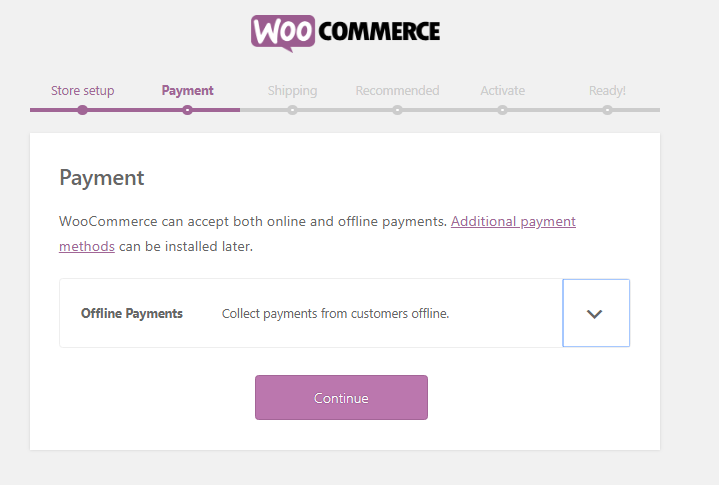 WOO COMMERCE
Store setup Payment Shipping Recommended Activate Ready!
Payment
WooCommerce can accept both online and offline payments. Additional payment
methods can be installed later.
Offline Payments Collect payments from customers offline.
Continue